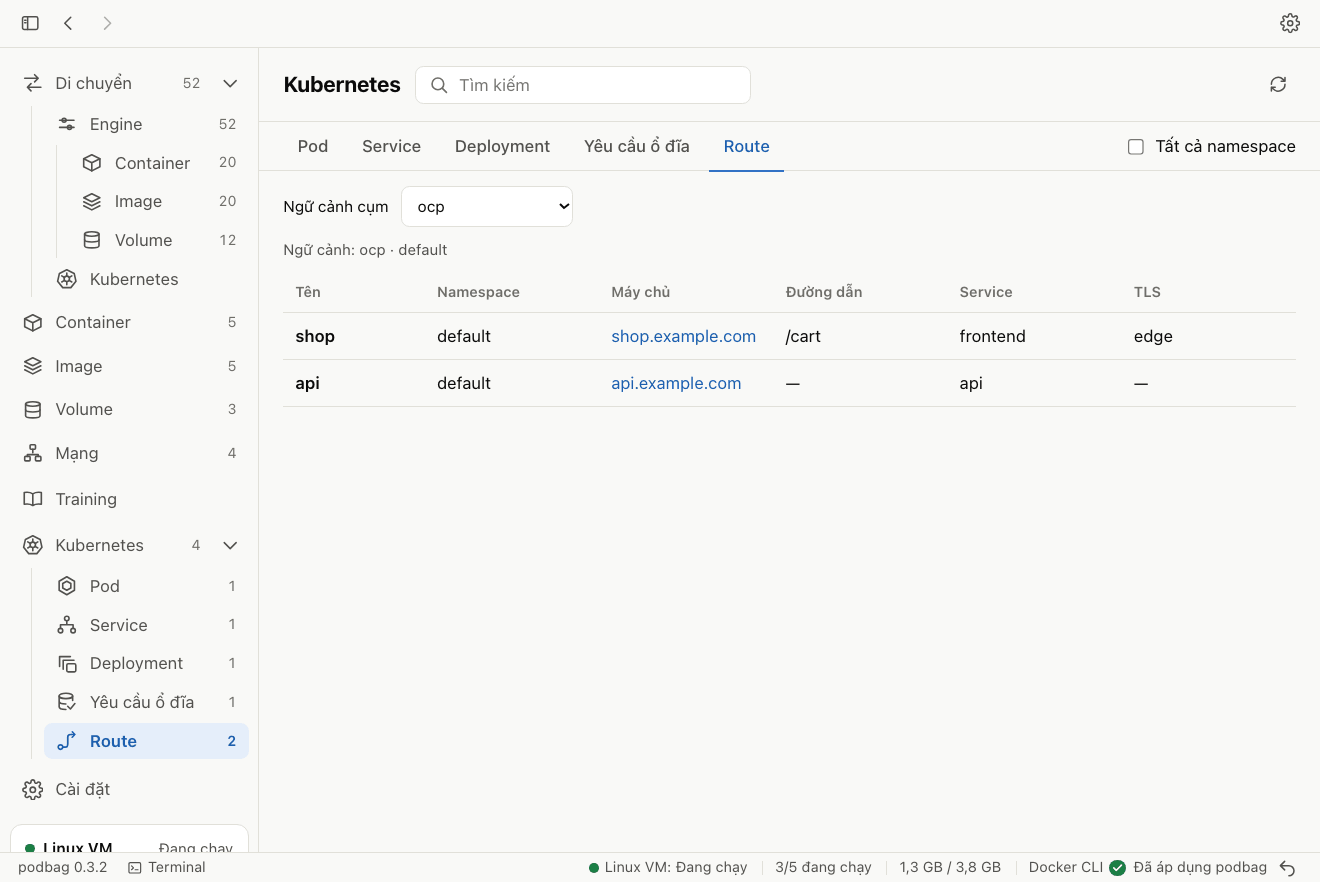 Di chuyển 52
Engine 52
Container 20
Image 20
Volume 12
Kubernetes
Container 5
Image 5
Volume 3
Mạng 4
Training
Kubernetes 4
Pod 1
Service 1
Deployment 1
Yêu cầu ổ đĩa 1
Route 2
Cài đặt
Linux VM Đang chạy
Kubernetes Tìm kiếm
Pod Service Deployment Yêu cầu ổ đĩa Route Tất cả namespace
Ngữ cảnh cụm ocp
Ngữ cảnh: ocp · default
Tên Namespace Máy chủ Đường dẫn Service TLS
shop default shop.example.com /cart frontend edge
api default api.example.com — api —
podbag 0.3.2 Terminal Linux VM: Đang chạy 3/5 đang chạy 1,3 GB / 3,8 GB Docker CLI Đã áp dụng podbag